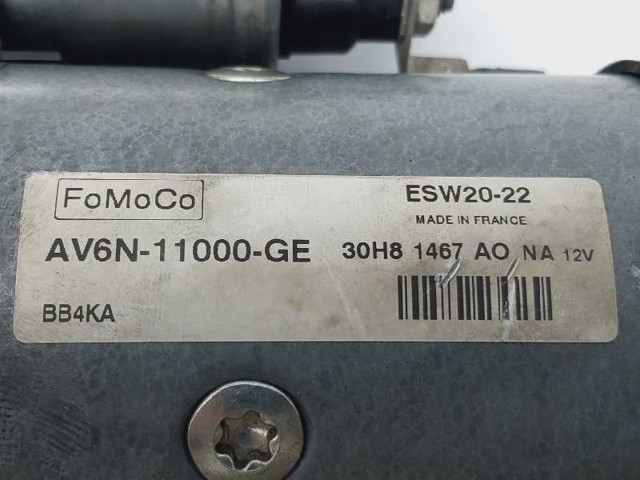 FoMoCo
ESW20-22
MADE IN FRANCE
AV6N-11000-GE
30H8 1467 AO NA 12V
BB4KA